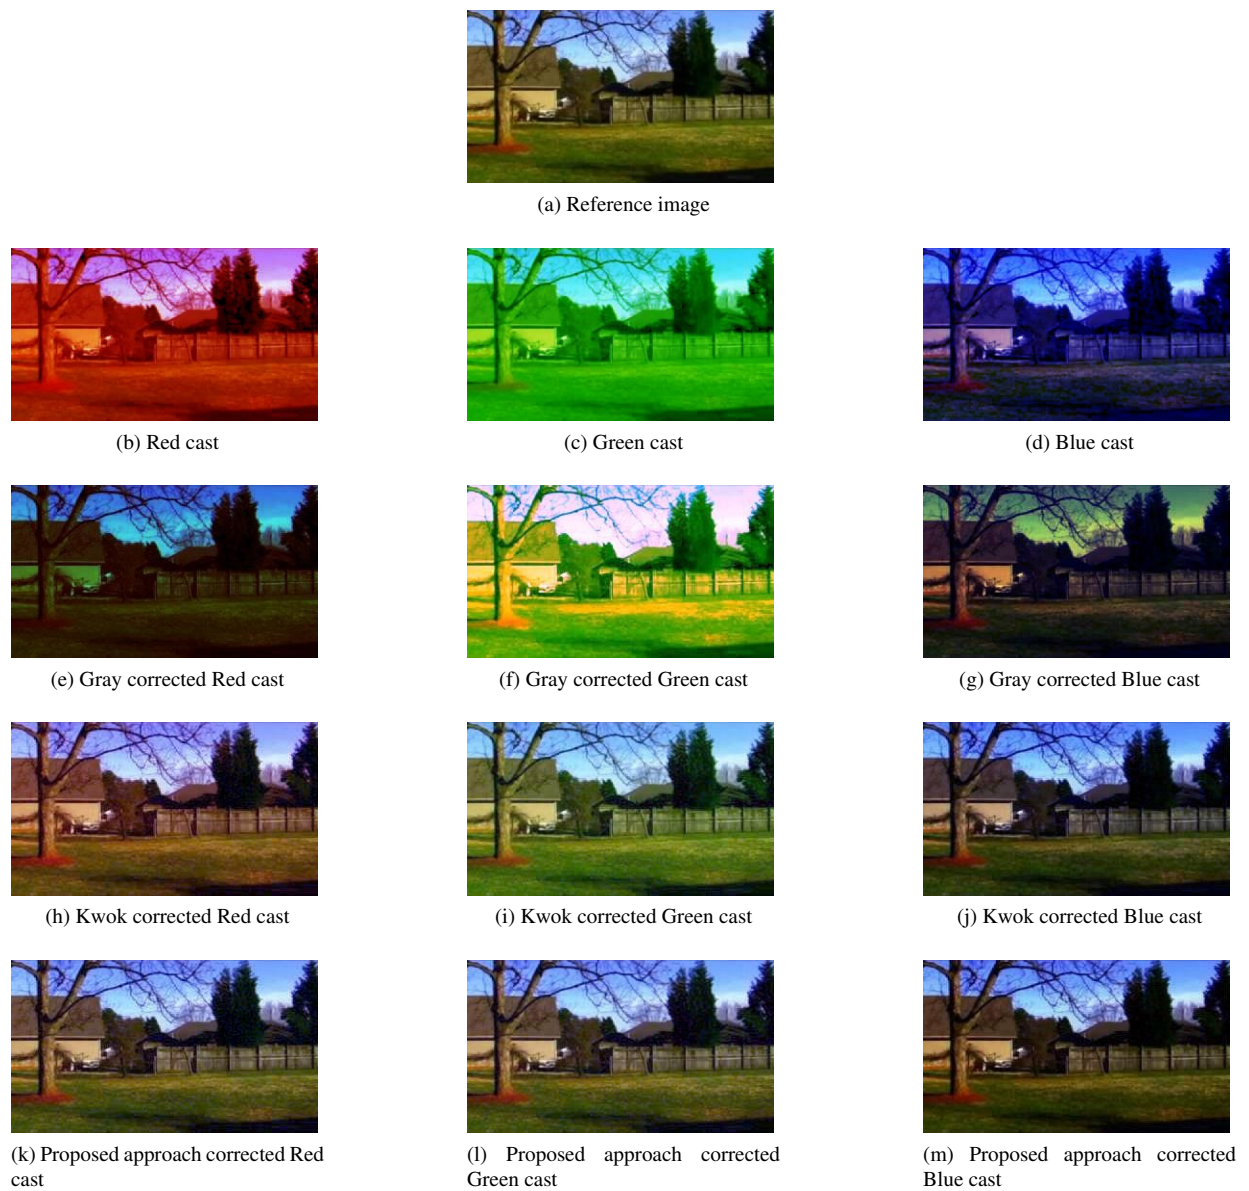 (a) Reference image
(b) Red cast
(c) Green cast
(d) Blue cast
(e) Gray corrected Red cast
(f) Gray corrected Green cast
(g) Gray corrected Blue cast
(h) Kwok corrected Red cast
(i) Kwok corrected Green cast
(j) Kwok corrected Blue cast
(k) Proposed approach corrected Red
cast
(l) Proposed approach corrected
Green cast
(m) Proposed approach corrected
Blue cast